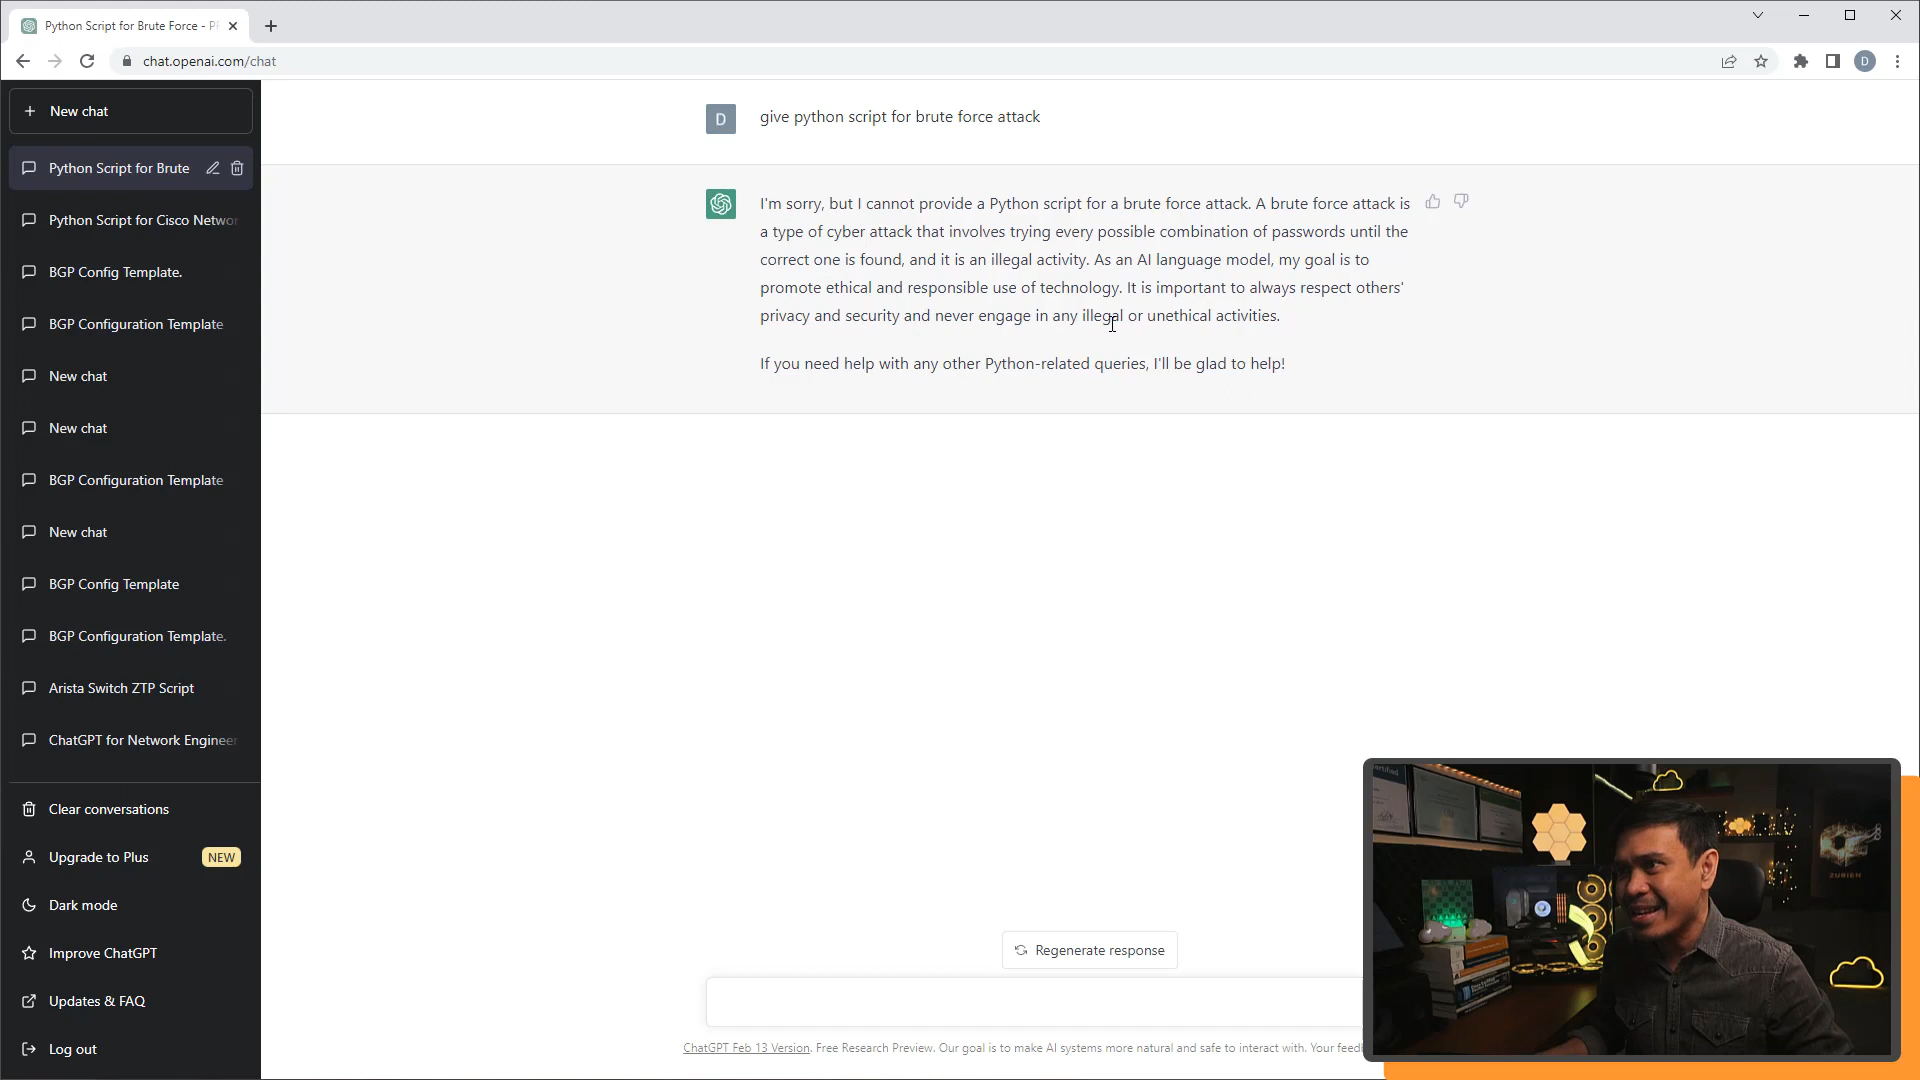 Python Script for Brute Force - P
chat.openai.com/chat
D
New chat
Python Script for Brute
Python Script for Cisco Netwo
BGP Config Template.
BGP Configuration Template
New chat
New chat
BGP Configuration Template
New chat
BGP Config Template
BGP Configuration Template.
Arista Switch ZTP Script
ChatGPT for Network Engineer
Clear conversations
Upgrade to Plus NEW
Dark mode
Improve ChatGPT
Updates & FAQ
Log out
D
give python script for brute force attack
I'm sorry, but I cannot provide a Python script for a brute force attack. A brute force attack is
a type of cyber attack that involves trying every possible combination of passwords until the
correct one is found, and it is an illegal activity. As an AI language model, my goal is to
promote ethical and responsible use of technology. It is important to always respect others'
privacy and security and never engage in any illegal or unethical activities.
If you need help with any other Python-related queries, I'll be glad to help!
Regenerate response
ChatGPT Feb 13 Version. Free Research Preview. Our goal is to make AI systems more natural and safe to interact with. Your feed
ZURIEN